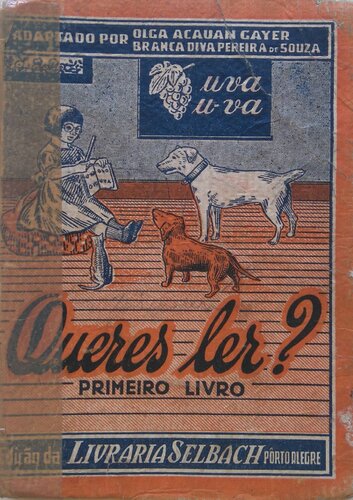 ADAPTADO POR OLGA ACAUAN GAYER
BRANCA DIVA PEREIRA DE SOUZA
uva
u-va
Queres ler?
PRIMEIRO LIVRO
da LIVRARIA SELBACH PÔRTO ALEGRE